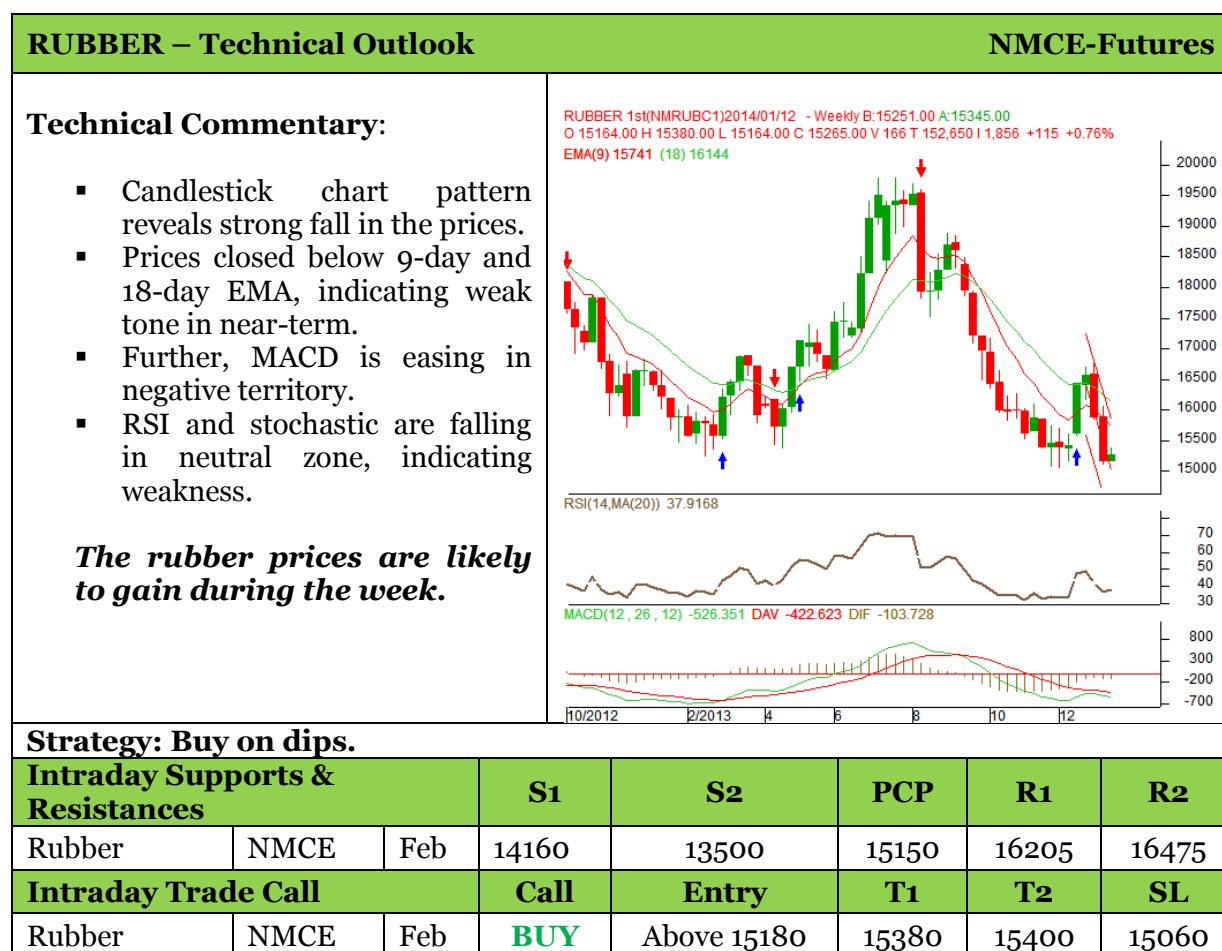 RUBBER – Technical Outlook NMCE-Futures
Technical Commentary:
▪ Candlestick chart pattern
reveals strong fall in the prices.
▪ Prices closed below 9-day and
18-day EMA, indicating weak
tone in near-term.
▪ Further, MACD is easing in
negative territory.
▪ RSI and stochastic are falling
in neutral zone, indicating
weakness.
The rubber prices are likely
to gain during the week.
RUBBER 1st(NMRUBC1)2014/01/12 - Weekly B:15251.00 A:15345.00
O 15164.00 H 15380.00 L 15164.00 C 15265.00 V 166 T 152,650 I 1,856 +115 +0.76%
EMA(9) 15741 (18) 16144
20000
19500
19000
18500
18000
17500
17000
16500
16000
15500
15000
RSI(14,MA(20)) 37.9168
70
60
50
40
30
MACD(12 , 26 , 12) -526.351 DAV -422.623 DIF -103.728
800
300
-200
-700
10/2012 2/2013 4 6 8 10 12
Strategy: Buy on dips.
Intraday Supports &
Resistances S1 S2 PCP R1 R2
Rubber NMCE Feb 14160 13500 15150 16205 16475
Intraday Trade Call Call Entry T1 T2 SL
Rubber NMCE Feb BUY Above 15180 15380 15400 15060